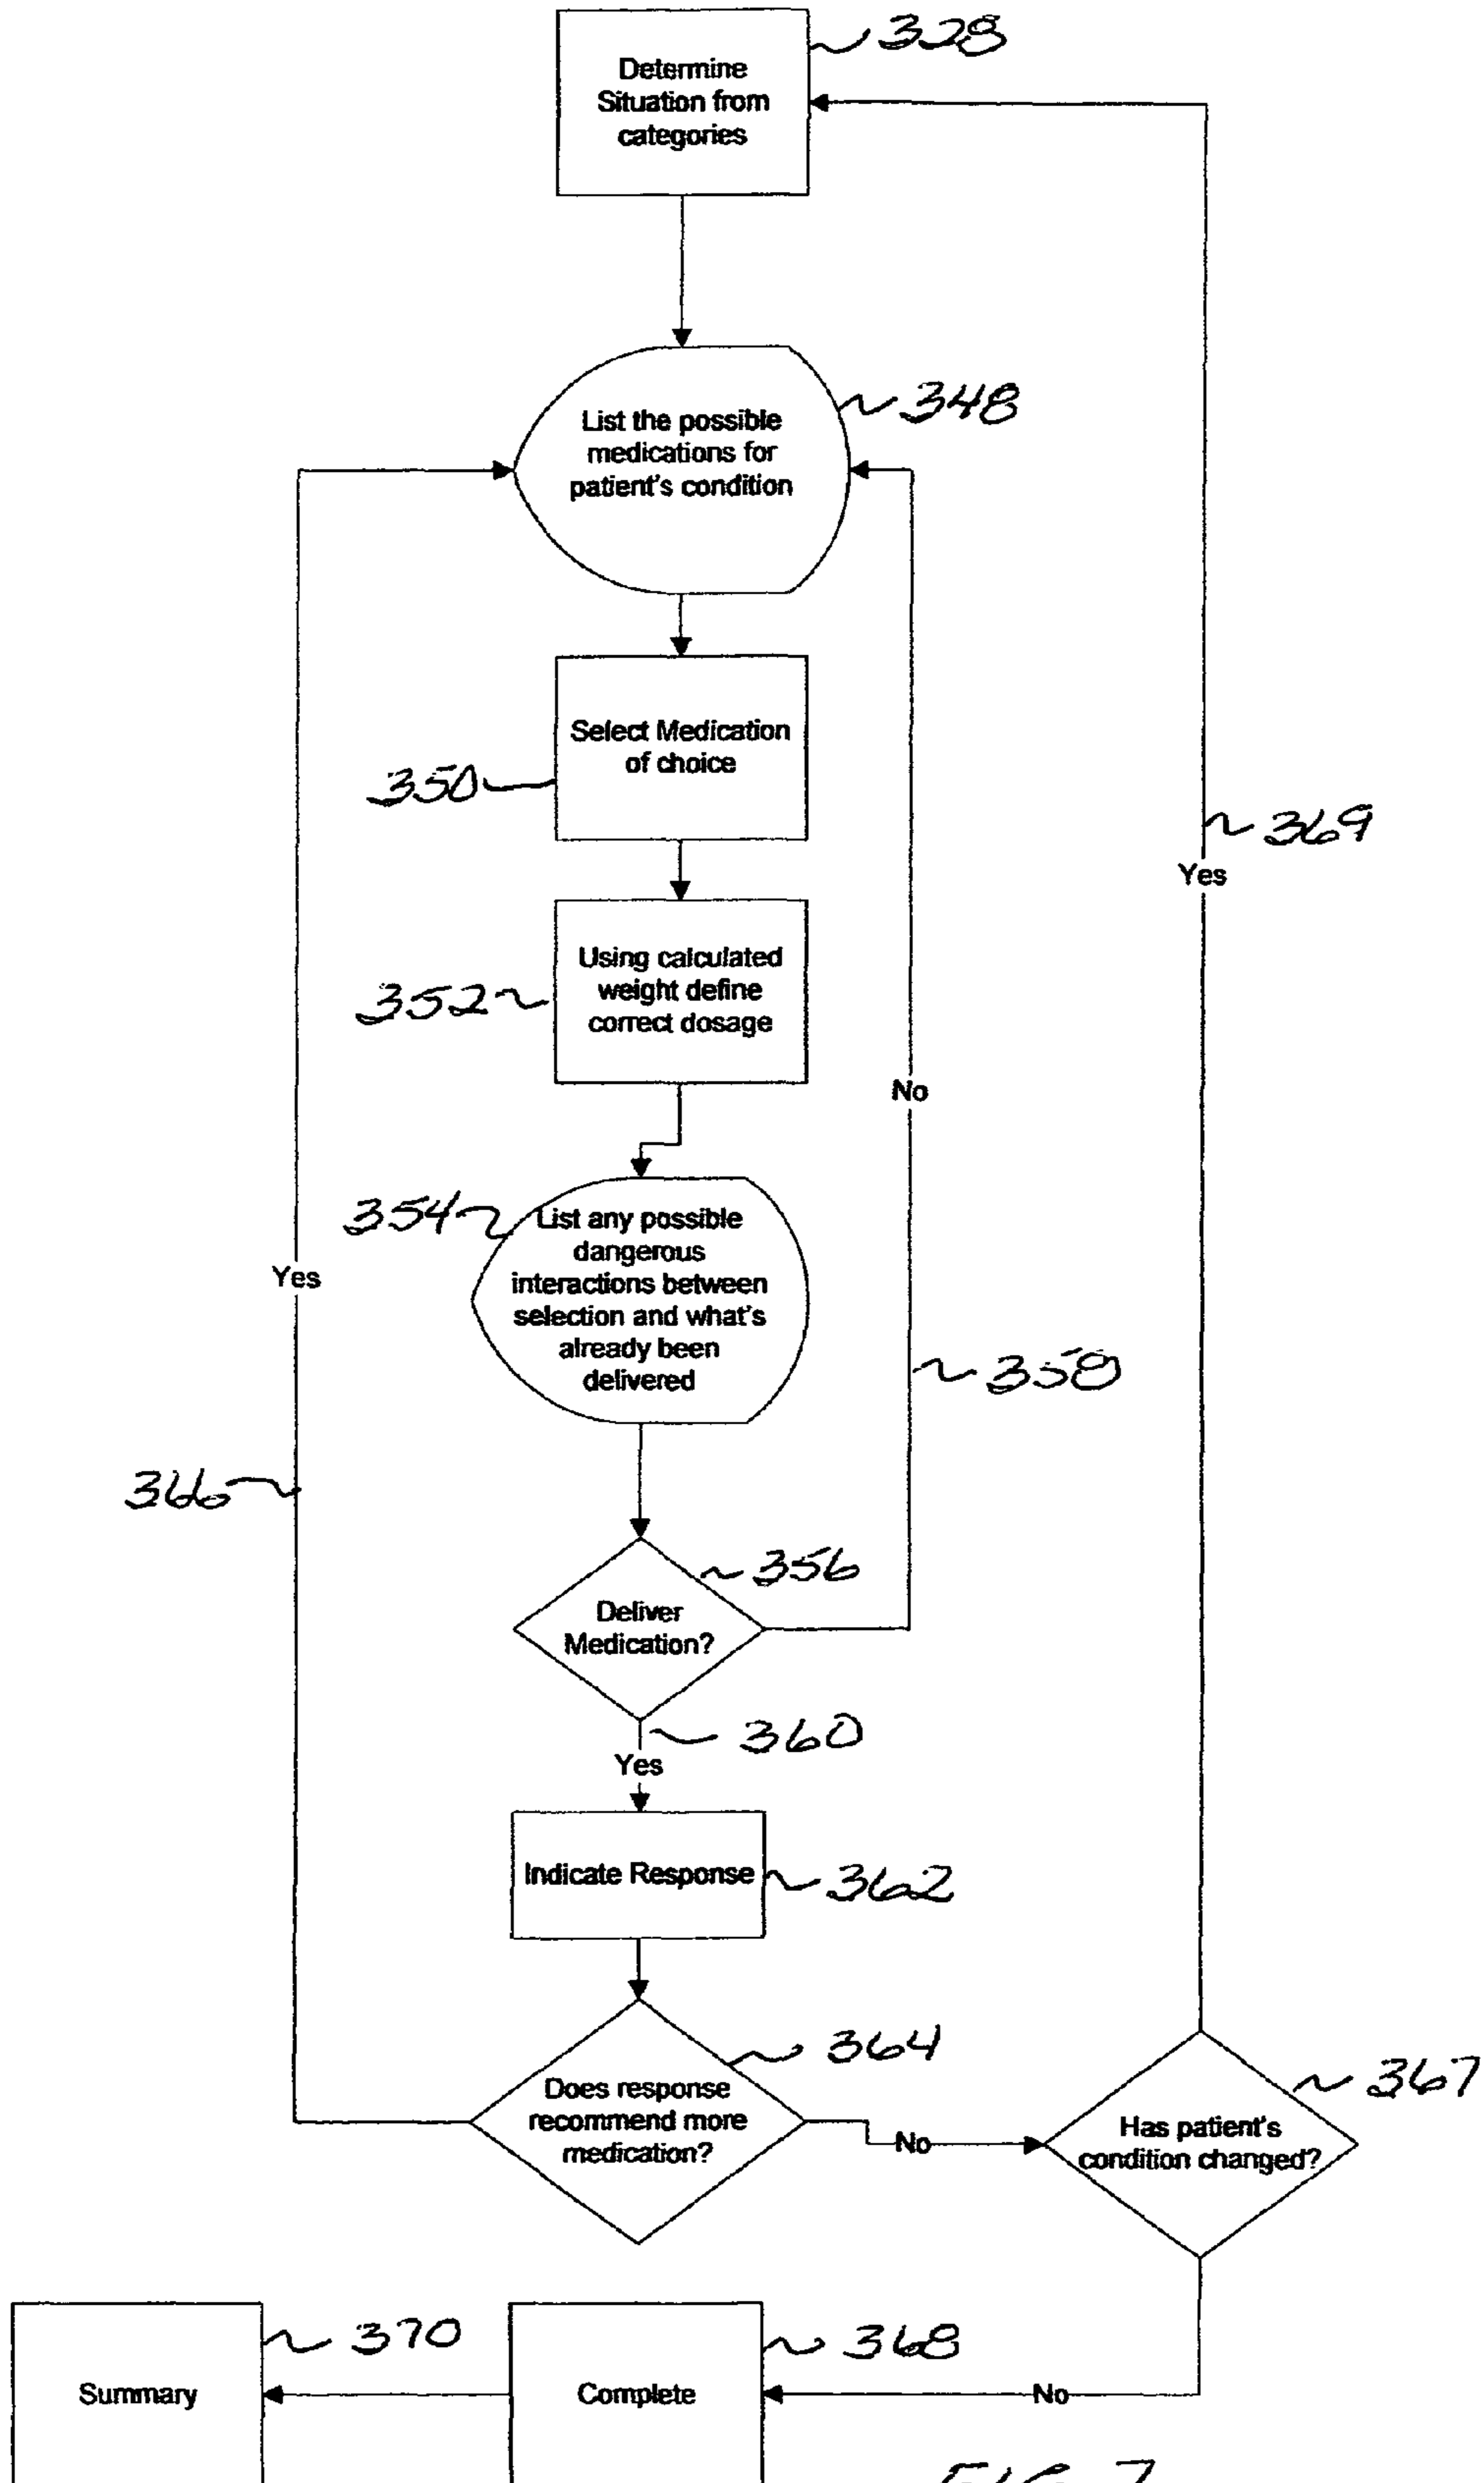 328
Determine
Situation from
categories
348
List the possible
medications for
patient's condition
Select Medication
of choice
350
369
Yes
Using calculated
weight define
correct dosage
352
No
354
List any possible
dangerous
interactions between
selection and what's
already been
delivered
Yes
358
366
356
Deliver
Medication?
360
Yes
Indicate Response
362
364
Does response
recommend more
medication?
367
No
Has patient's
condition changed?
370
368
Summary
Complete
No